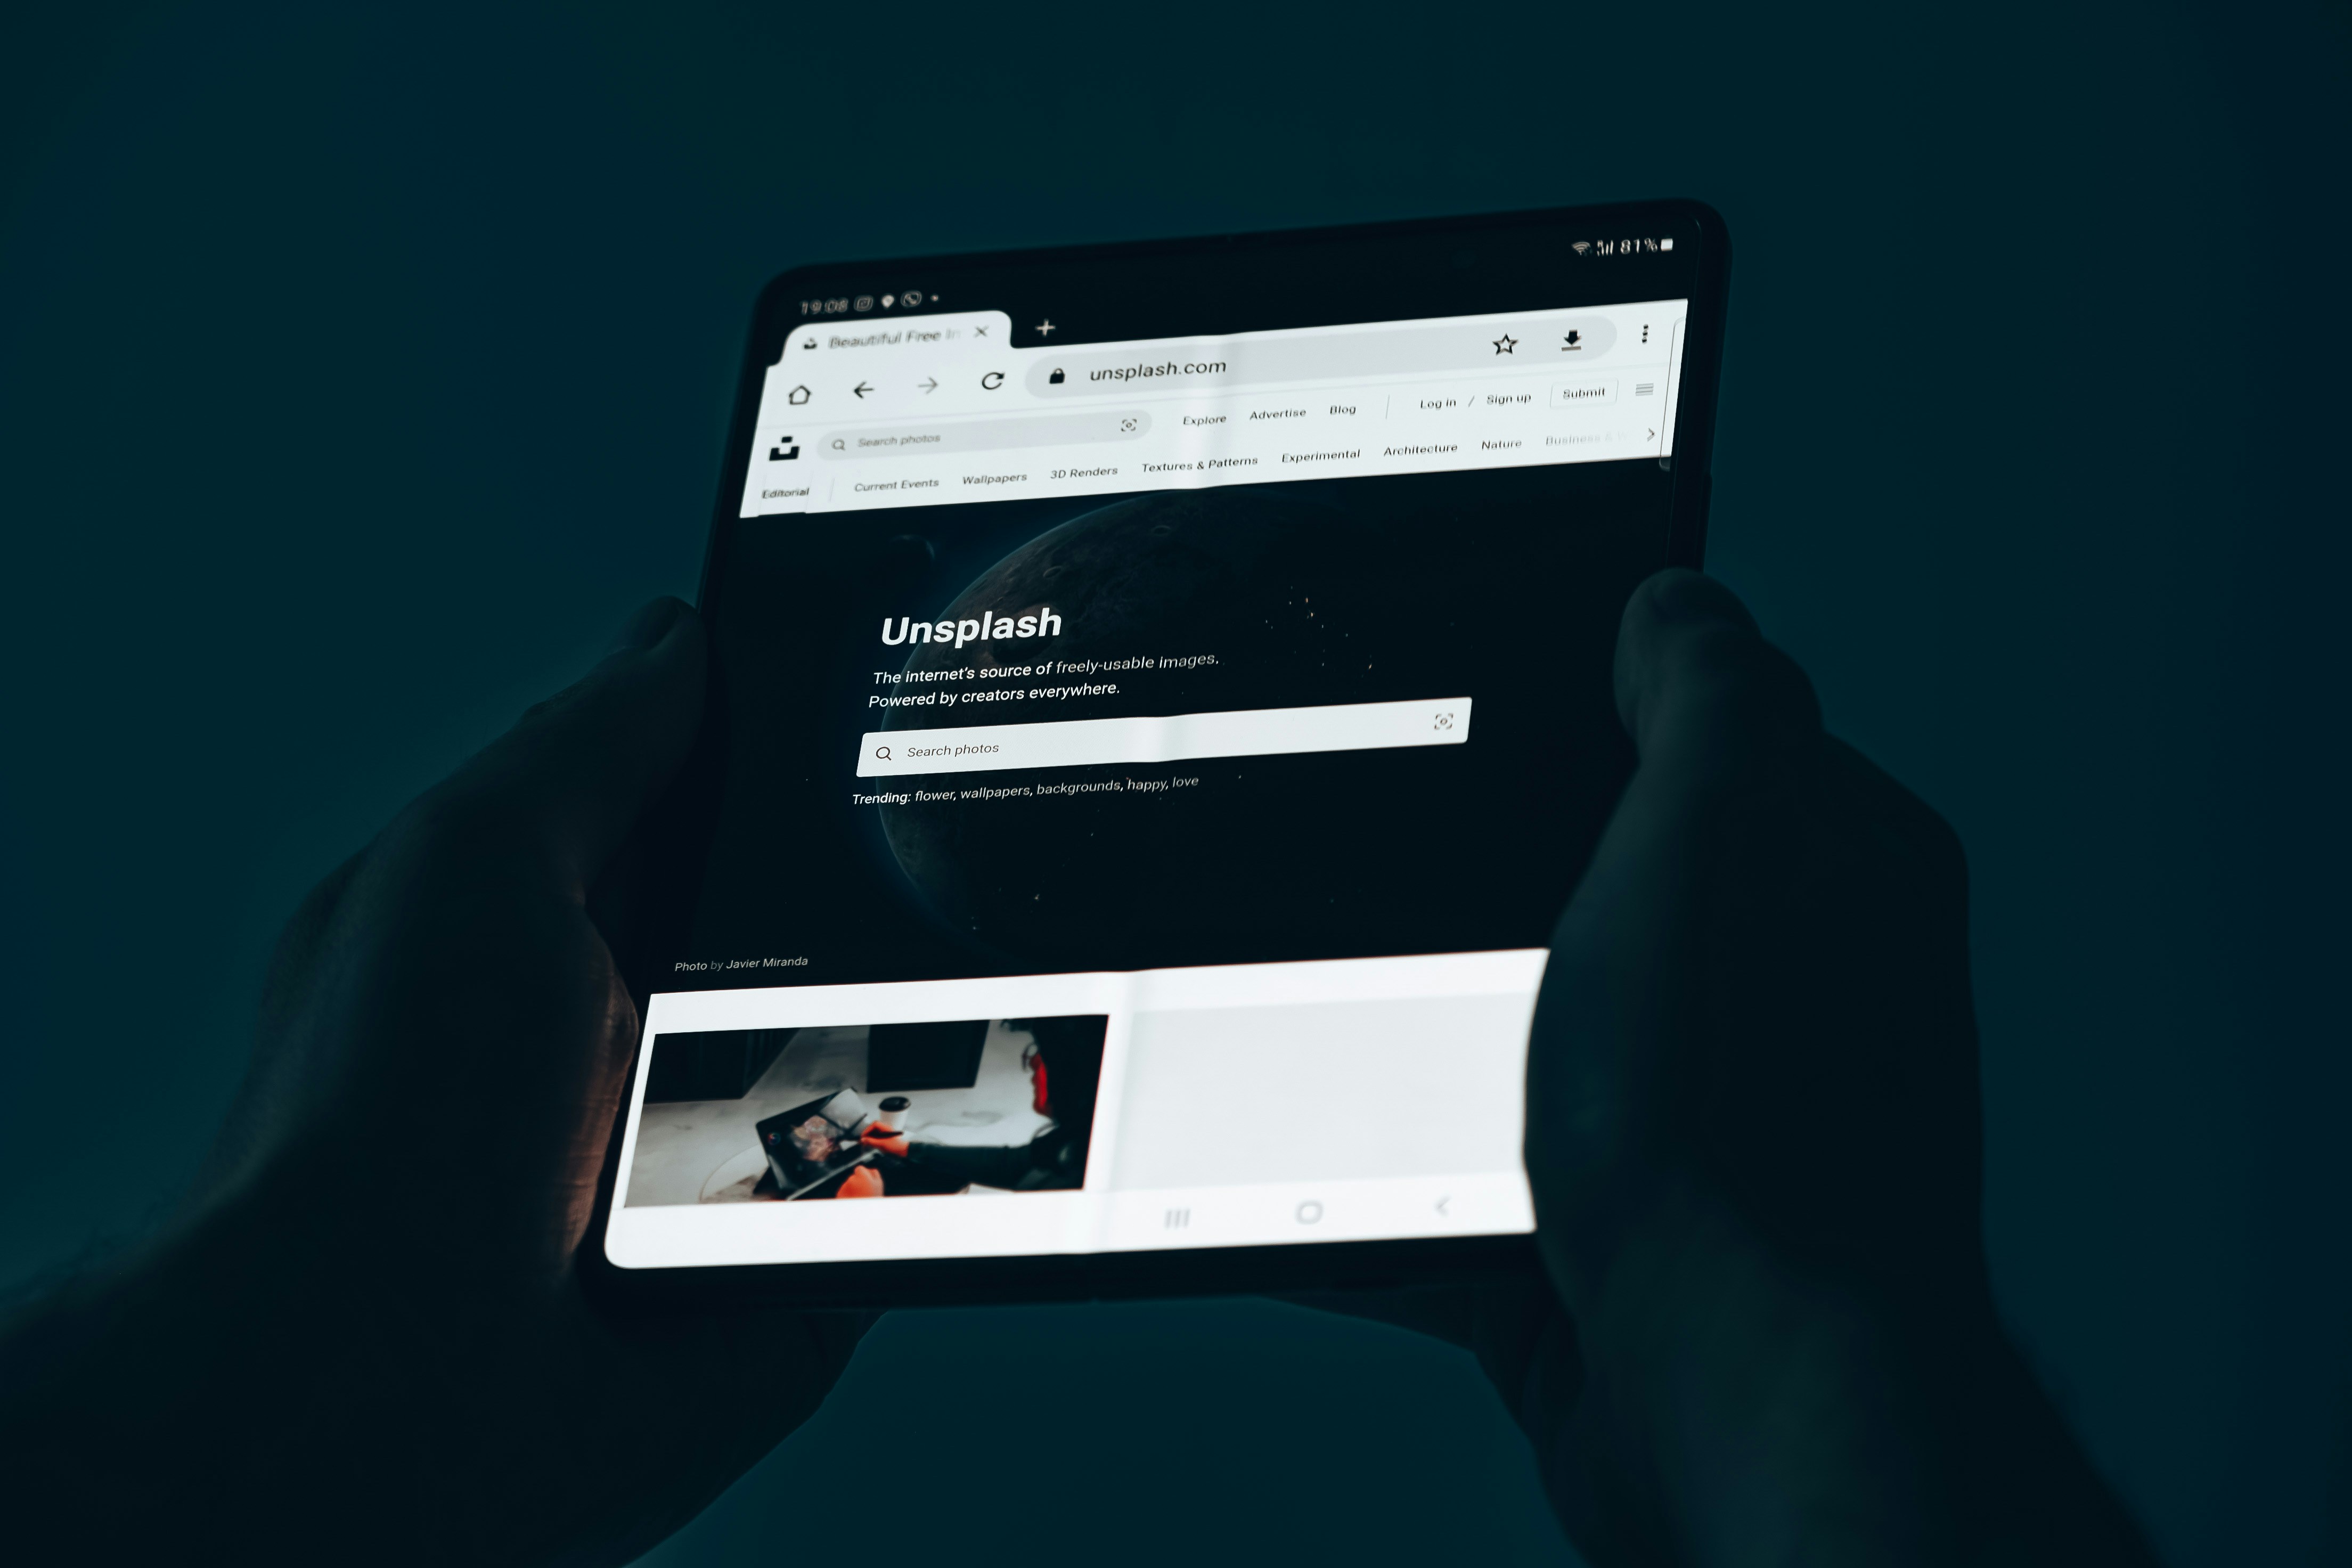 19:08 81%
Beautiful Free Im
unsplash.com
Search photos Explore Advertise Blog Log in / Sign up Submit
Editorial Current Events Wallpapers 3D Renders Textures & Patterns Experimental Architecture Nature Business &
Unsplash
The internet's source of freely-usable images.
Powered by creators everywhere.
Search photos
Trending: flower, wallpapers, backgrounds, happy, love
Photo by Javier Miranda